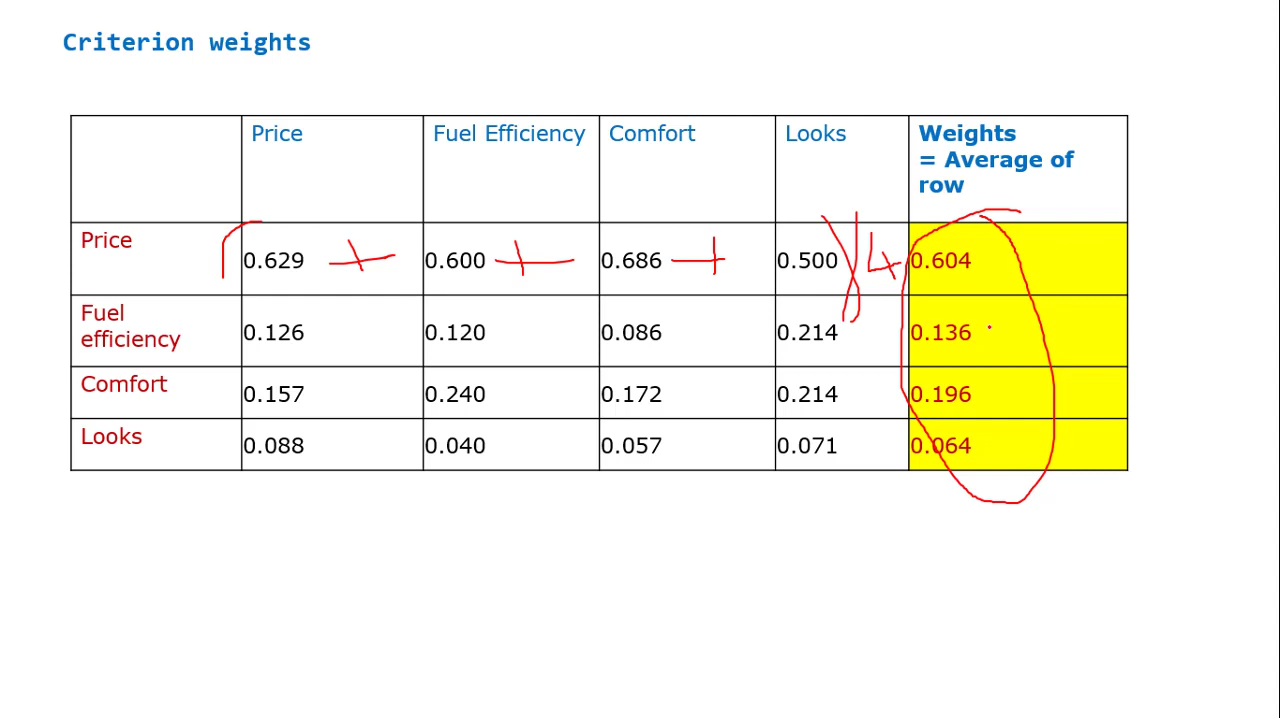 Criterion weights
Price Fuel Efficiency Comfort Looks Weights
= Average of
row
Price 0.629 + 0.600 + 0.686 + 0.500 ) / 4 0.604
Fuel
efficiency 0.126 0.120 0.086 0.214 0.136
Comfort 0.157 0.240 0.172 0.214 0.196
Looks 0.088 0.040 0.057 0.071 0.064